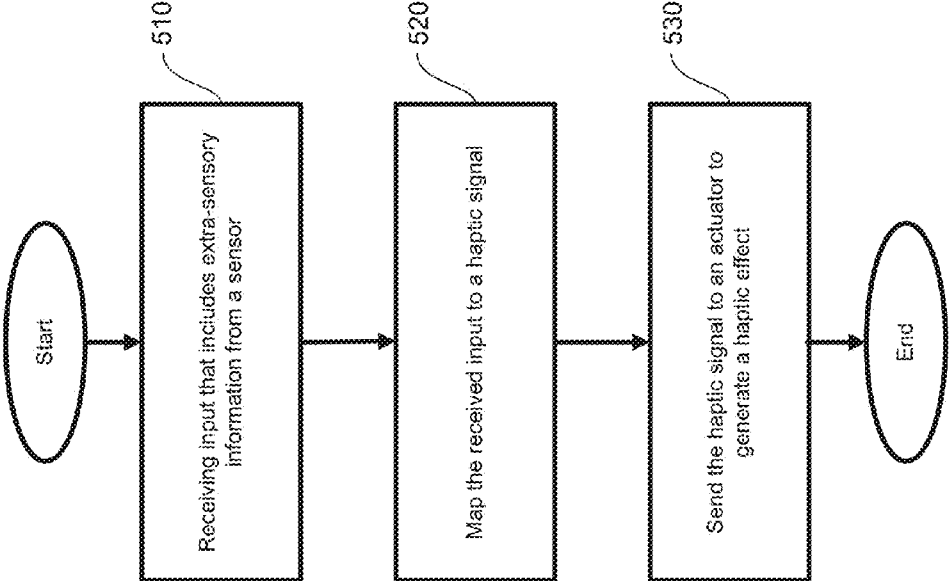 Start
510
Receiving input that includes extra-sensory
information from a sensor
520
Map the received input to a haptic signal
530
Send the haptic signal to an actuator to
generate a haptic effect
End